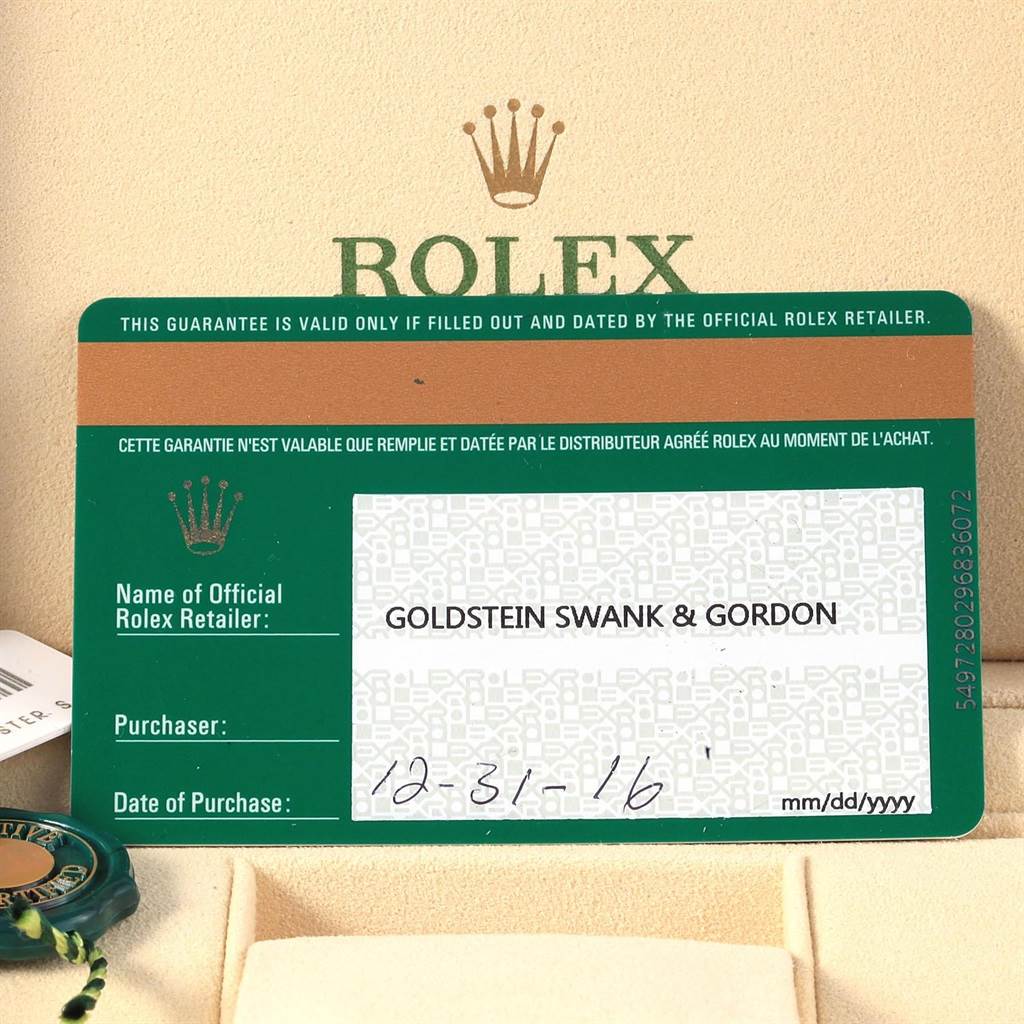 ROLEX
THIS GUARANTEE IS VALID ONLY IF FILLED OUT AND DATED BY THE OFFICIAL ROLEX RETAILER.
CETTE GARANTIE N'EST VALABLE QUE REMPLIE ET DATÉE PAR LE DISTRIBUTEUR AGRÉÉ ROLEX AU MOMENT DE L'ACHAT.
Name of Official
Rolex Retailer:
GOLDSTEIN SWANK & GORDON
Purchaser:
Date of Purchase:
12-31-16
mm/dd/yyyy
5497280296836072